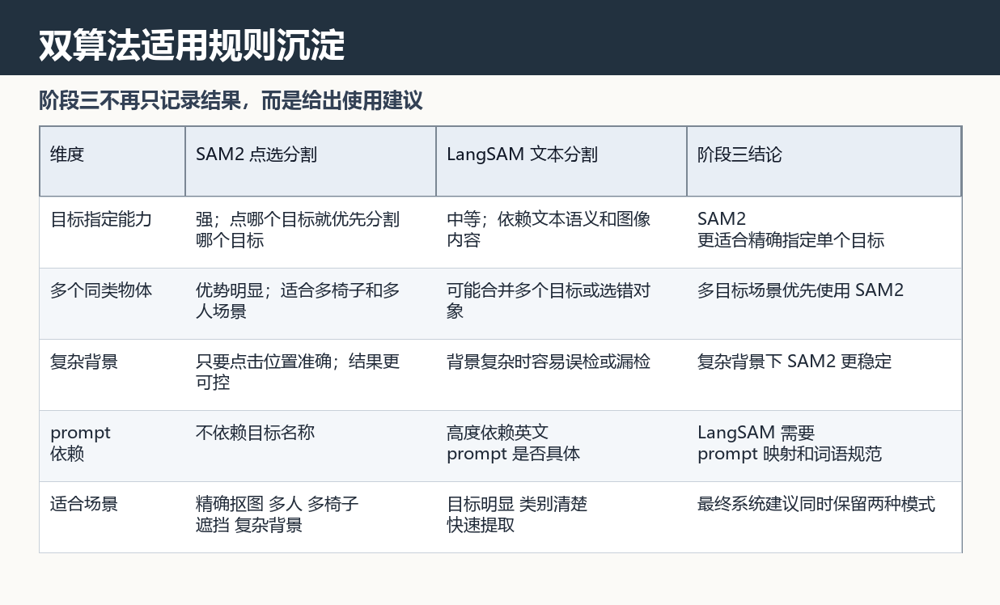 双算法适用规则沉淀
阶段三不再只记录结果，而是给出使用建议
维度
SAM2 点选分割
LangSAM 文本分割
阶段三结论
目标指定能力
强；点哪个目标就优先分割
哪个目标
中等；依赖文本语义和图像
内容
SAM2
更适合精确指定单个目标
多个同类物体
优势明显；适合多椅子和多
人场景
可能合并多个目标或选错对
象
多目标场景优先使用 SAM2
复杂背景
只要点击位置准确；结果更
可控
背景复杂时容易误检或漏检
复杂背景下 SAM2 更稳定
prompt
依赖
不依赖目标名称
高度依赖英文
prompt 是否具体
LangSAM 需要
prompt 映射和词语规范
适合场景
精确抠图 多人 多椅子
遮挡 复杂背景
目标明显 类别清楚
快速提取
最终系统建议同时保留两种模式